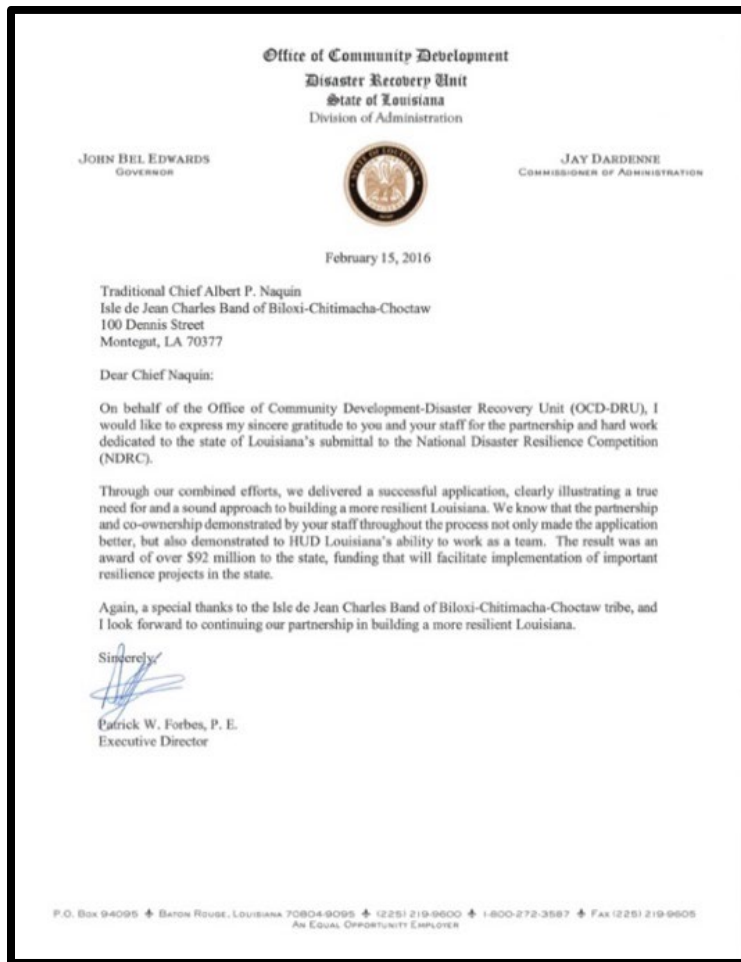 Office of Community Development
Disaster Recovery Unit
State of Louisiana
Division of Administration
JOHN BEL EDWARDS
GOVERNOR
JAY DARDENNE
COMMISSIONER OF ADMINISTRATION
STATE OF LOUISIANA
February 15, 2016
Traditional Chief Albert P. Naquin
Isle de Jean Charles Band of Biloxi-Chitimacha-Choctaw
100 Dennis Street
Montegut, LA 70377
Dear Chief Naquin:
On behalf of the Office of Community Development-Disaster Recovery Unit (OCD-DRU), I
would like to express my sincere gratitude to you and your staff for the partnership and hard work
dedicated to the state of Louisiana's submittal to the National Disaster Resilience Competition
(NDRC).
Through our combined efforts, we delivered a successful application, clearly illustrating a true
need for and a sound approach to building a more resilient Louisiana. We know that the partnership
and co-ownership demonstrated by your staff throughout the process not only made the application
better, but also demonstrated to HUD Louisiana's ability to work as a team. The result was an
award of over $92 million to the state, funding that will facilitate implementation of important
resilience projects in the state.
Again, a special thanks to the Isle de Jean Charles Band of Biloxi-Chitimacha-Choctaw tribe, and
I look forward to continuing our partnership in building a more resilient Louisiana.
Sincerely,
Patrick W. Forbes, P. E.
Executive Director
P.O. BOX 94095 ⚜ BATON ROUGE, LOUISIANA 70804-9095 ⚜ (225) 219-9600 ⚜ 1-800-272-3587 ⚜ FAX (225) 219-9605
AN EQUAL OPPORTUNITY EMPLOYER